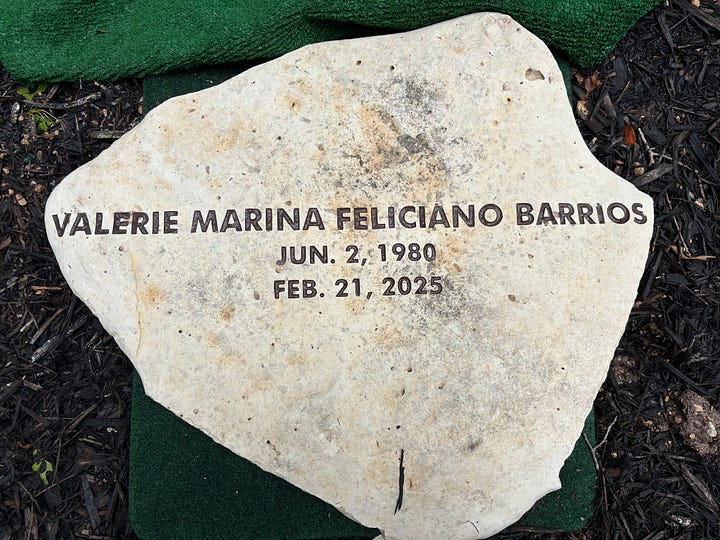 VALERIE MARINA FELICIANO BARRIOS
JUN. 2, 1980
FEB. 21, 2025